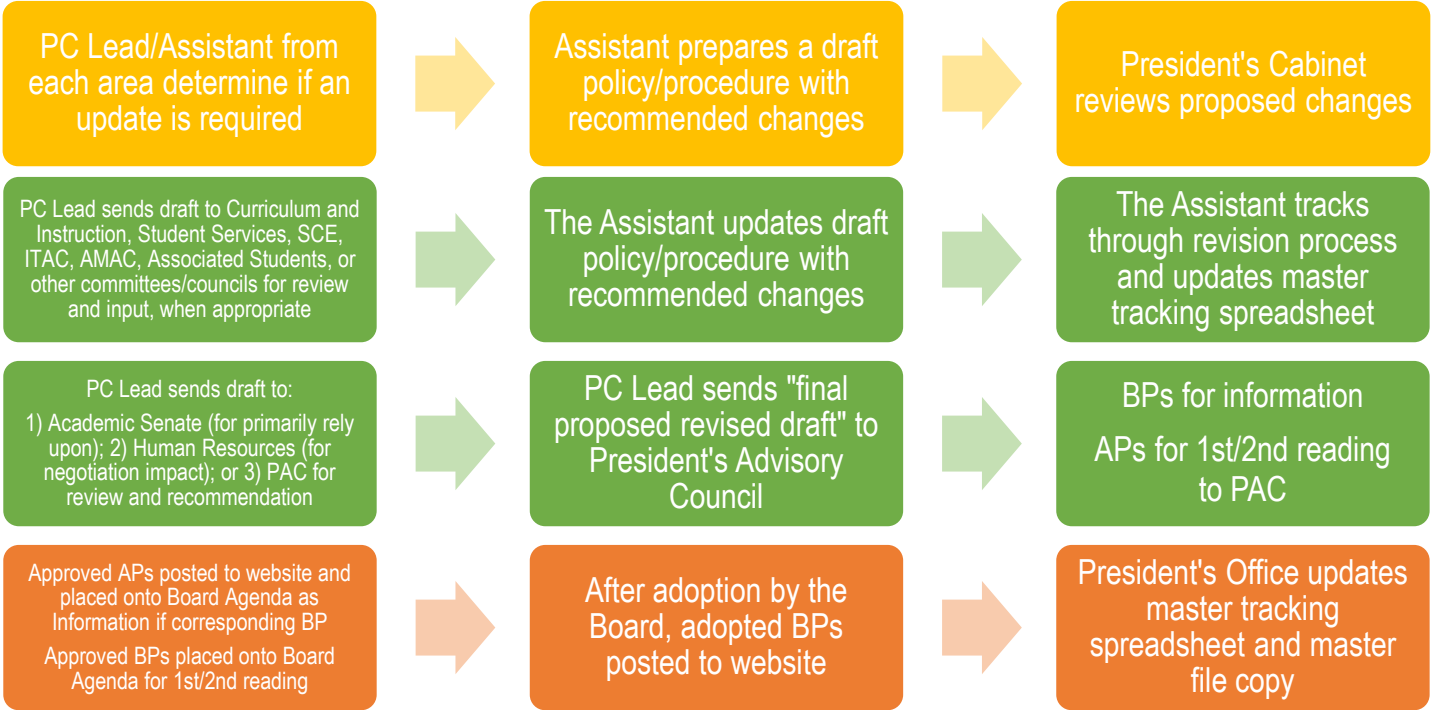 PC Lead/Assistant from
each area determine if an
update is required
Assistant prepares a draft
policy/procedure with
recommended changes
President's Cabinet
reviews proposed changes
PC Lead sends draft to Curriculum and
Instruction, Student Services, SCE,
ITAC, AMAC, Associated Students, or
other committees/councils for review
and input, when appropriate
The Assistant updates draft
policy/procedure with
recommended changes
The Assistant tracks
through revision process
and updates master
tracking spreadsheet
PC Lead sends draft to:
1) Academic Senate (for primarily rely
upon); 2) Human Resources (for
negotiation impact); or 3) PAC for
review and recommendation
PC Lead sends "final
proposed revised draft" to
President's Advisory
Council
BPs for information
APs for 1st/2nd reading
to PAC
Approved APs posted to website and
placed onto Board Agenda as
Information if corresponding BP
Approved BPs placed onto Board
Agenda for 1st/2nd reading
After adoption by the
Board, adopted BPs
posted to website
President's Office updates
master tracking
spreadsheet and master
file copy